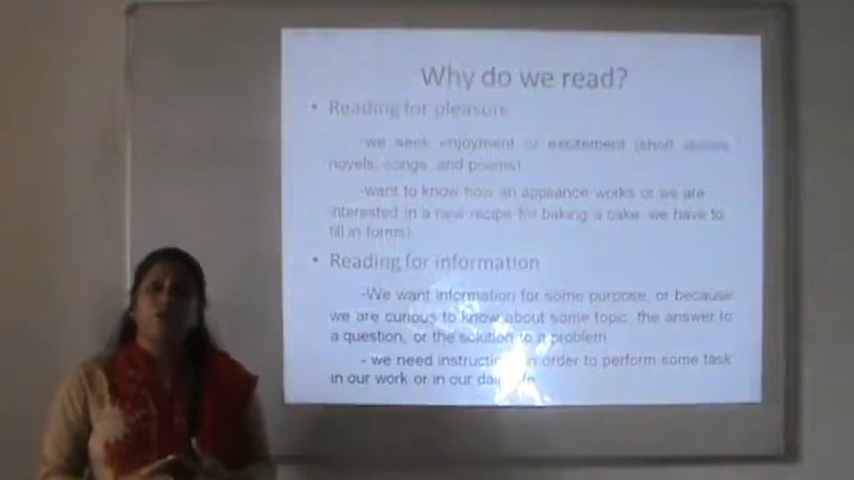 Why do we read?
• Reading for pleasure
-we seek enjoyment or excitement (short stories
novels, songs, and poems)
-want to know how an appliance works or we are
interested in a new recipe for baking a cake we have to
fill in forms)
• Reading for information
-We want information for some purpose, or because
we are curious to know about some topic, the answer to
a question, or the solution to a problem
- we need instructions in order to perform some task
in our work or in our